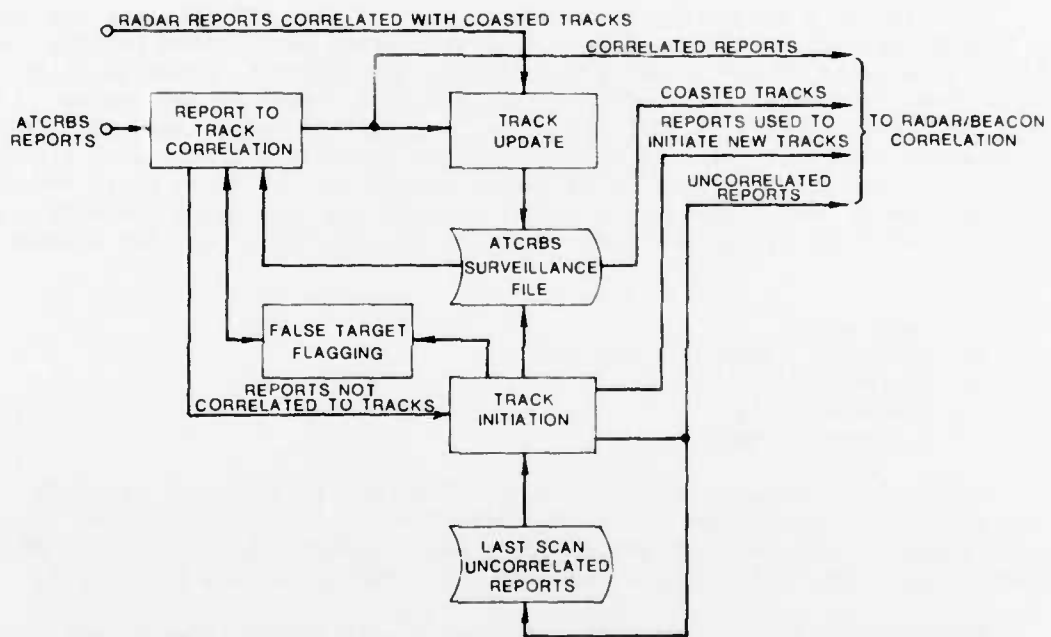 RADAR REPORTS CORRELATED WITH COASTED TRACKS
CORRELATED REPORTS
ATCRBS
REPORTS
REPORT TO
TRACK
CORRELATION
TRACK
UPDATE
COASTED TRACKS
REPORTS USED TO
INITIATE NEW TRACKS
UNCORRELATED
REPORTS
TO RADAR/BEACON
CORRELATION
ATCRBS
SURVEILLANCE
FILE
FALSE TARGET
FLAGGING
REPORTS NOT
CORRELATED TO TRACKS
TRACK
INITIATION
LAST SCAN
UNCORRELATED
REPORTS